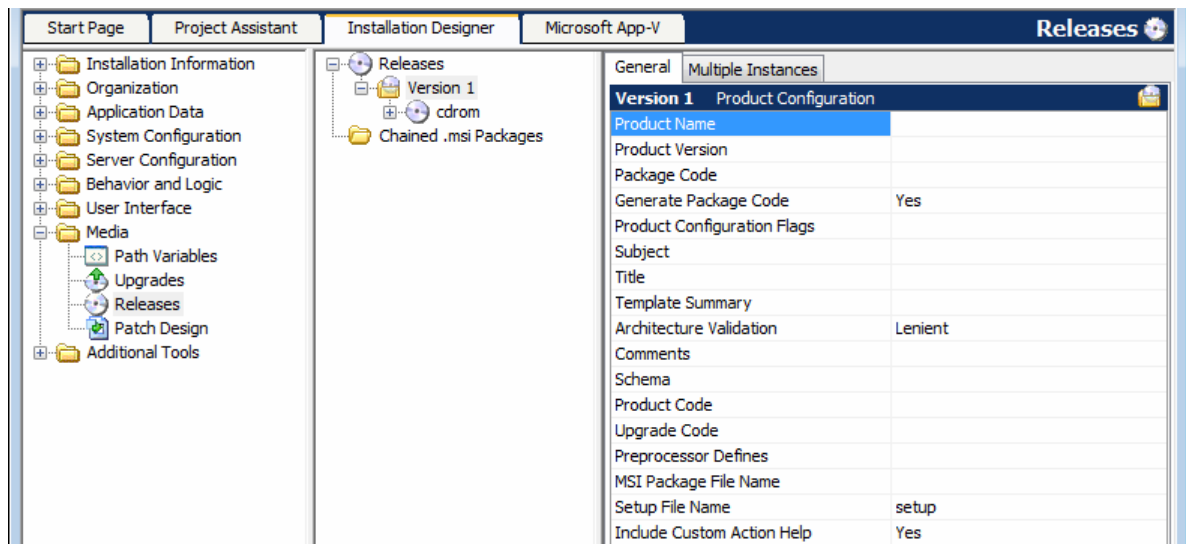 Start Page
Project Assistant
Installation Designer
Microsoft App-V
Releases
Installation Information
Organization
Application Data
System Configuration
Server Configuration
Behavior and Logic
User Interface
Media
Path Variables
Upgrades
Releases
Patch Design
Additional Tools
Releases
Version 1
cdrom
Chained .msi Packages
General
Multiple Instances
Version 1 Product Configuration
Product Name
Product Version
Package Code
Generate Package Code Yes
Product Configuration Flags
Subject
Title
Template Summary
Architecture Validation Lenient
Comments
Schema
Product Code
Upgrade Code
Preprocessor Defines
MSI Package File Name
Setup File Name setup
Include Custom Action Help Yes